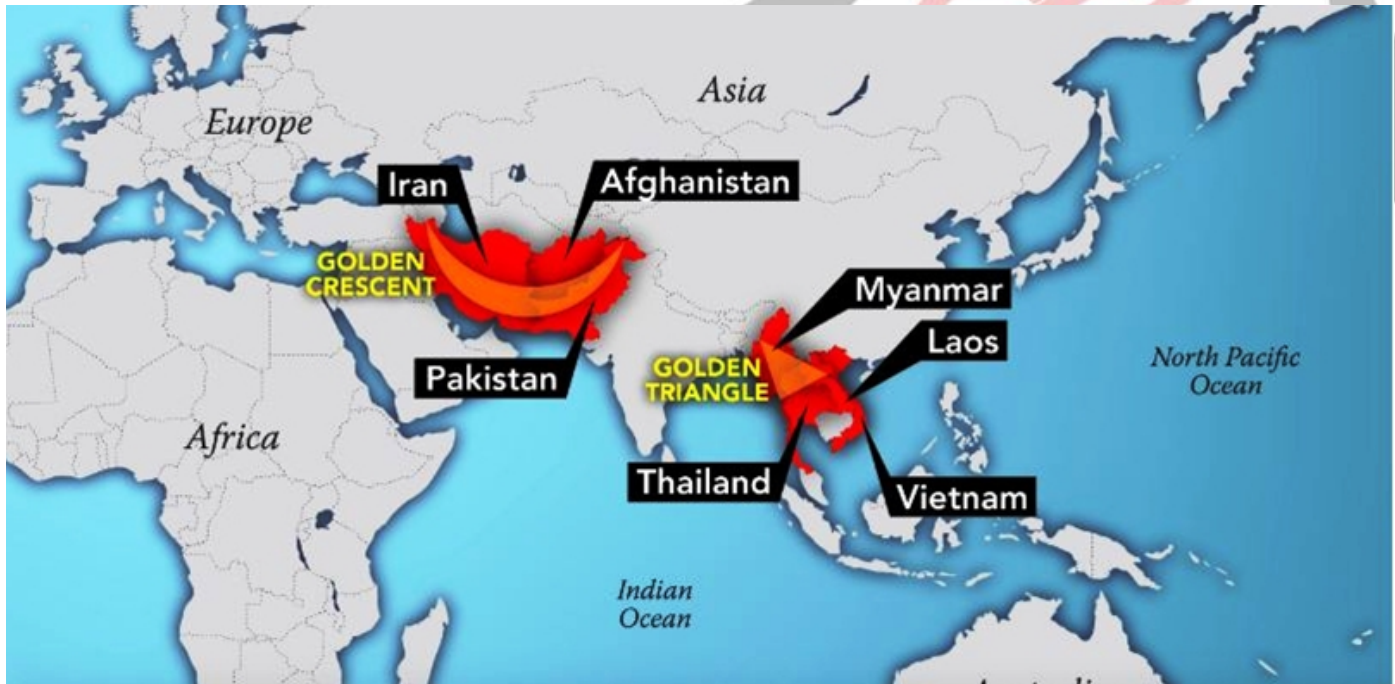 Asia
Europe
Iran
Afghanistan
GOLDEN
CRESCENT
Myanmar
Laos
Pakistan
GOLDEN
TRIANGLE
North Pacific
Ocean
Africa
Thailand
Vietnam
Indian
Ocean